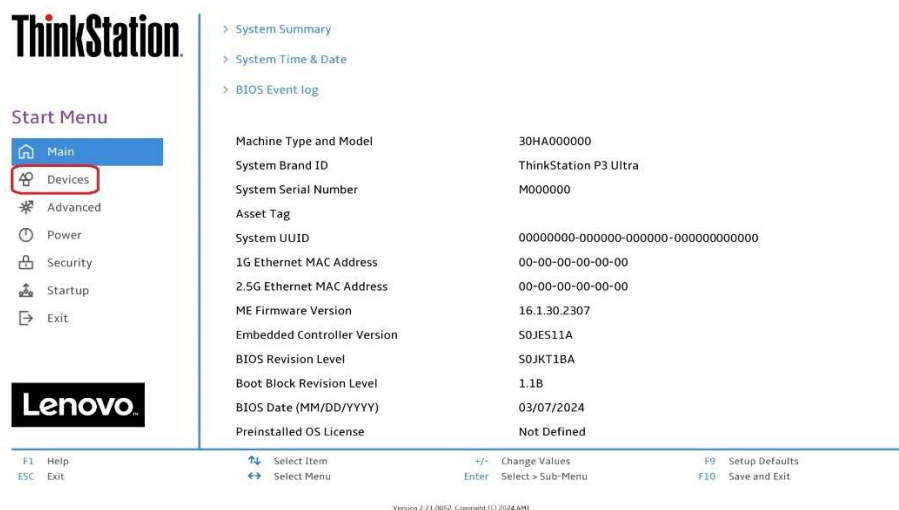 ThinkStation
Start Menu
Main
Devices
Advanced
Power
Security
Startup
Exit
Lenovo
> System Summary
> System Time & Date
> BIOS Event log
Machine Type and Model 30HA000000
System Brand ID ThinkStation P3 Ultra
System Serial Number M000000
Asset Tag
System UUID 00000000-000000-000000-000000000000
1G Ethernet MAC Address 00-00-00-00-00-00
2.5G Ethernet MAC Address 00-00-00-00-00-00
ME Firmware Version 16.1.30.2307
Embedded Controller Version S0JES11A
BIOS Revision Level S0JKT1BA
Boot Block Revision Level 1.1B
BIOS Date (MM/DD/YYYY) 03/07/2024
Preinstalled OS License Not Defined
F1 Help ↑↓ Select Item +/- Change Values F9 Setup Defaults
ESC Exit ↔ Select Menu Enter Select > Sub-Menu F10 Save and Exit
Version 2.21.0052. Copyright (C) 2024 AMI